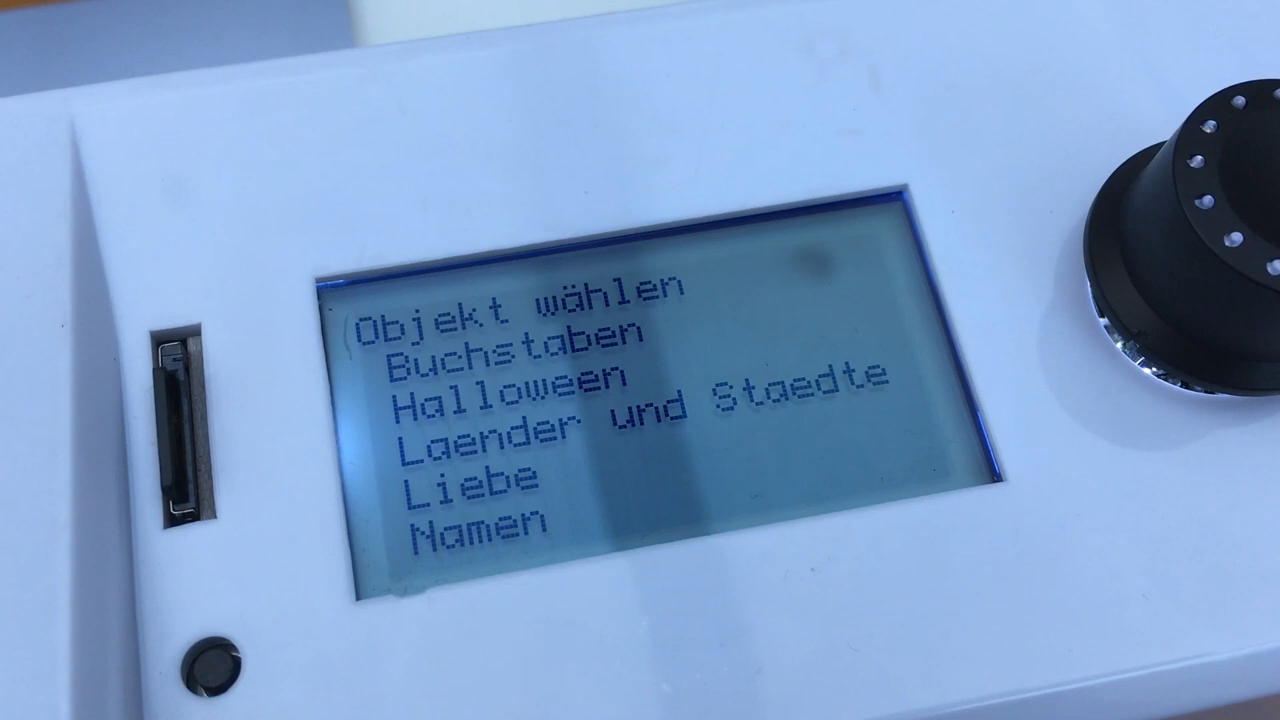 Objekt wählen
Buchstaben
Halloween
Laender und Staedte
Liebe
Namen